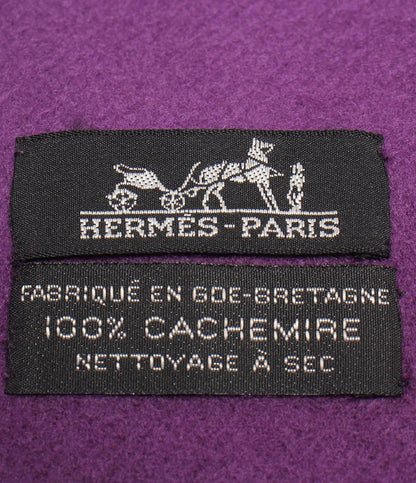 HERMÈS-PARIS
FABRIQUÉ EN GDE-BRETAGNE
100% CACHEMIRE
NETTOYAGE À SEC